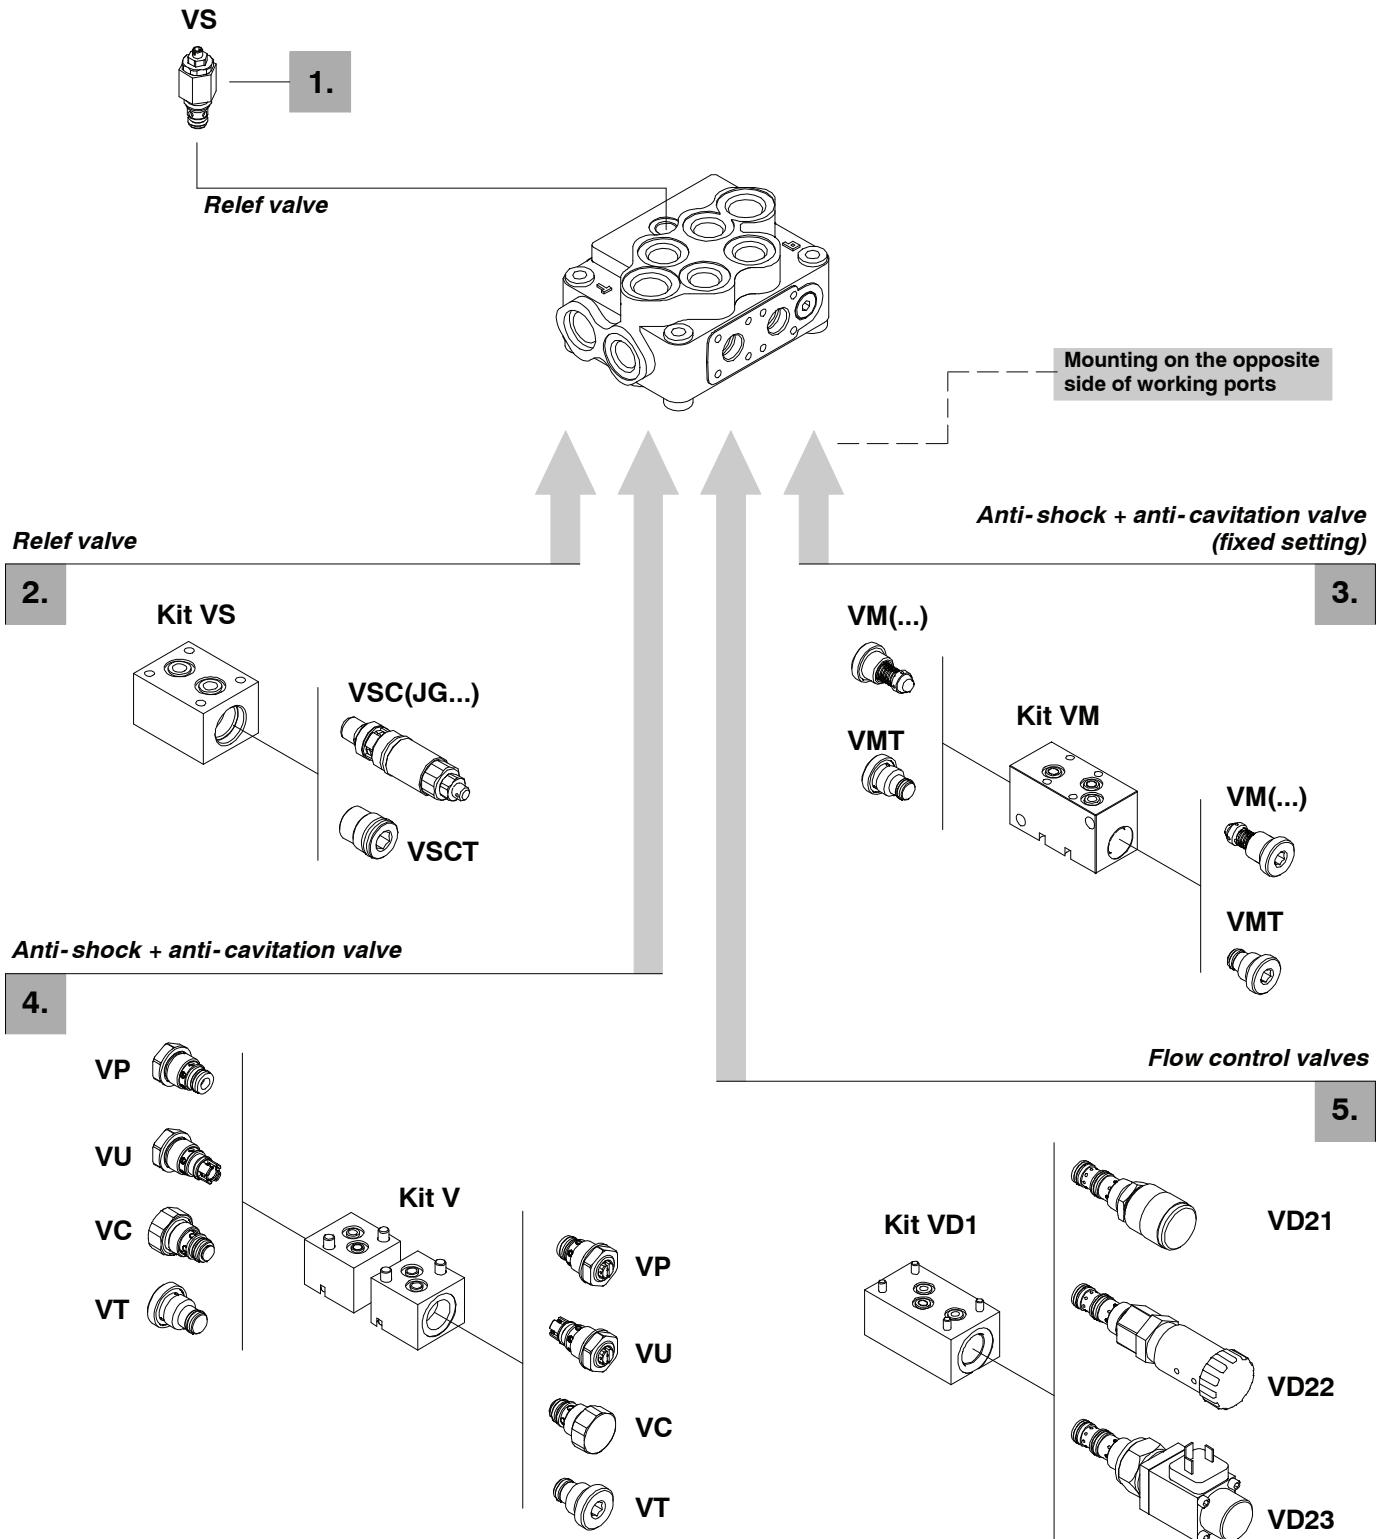 VS
1.
Relef valve
Mounting on the opposite
side of working ports
Relef valve
2.
Kit VS
VSC(JG...)
VSCT
Anti-shock + anti-cavitation valve
(fixed setting)
3.
VM(...)
VMT
Kit VM
VM(...)
VMT
Anti-shock + anti-cavitation valve
4.
VP
VU
VC
VT
Kit V
VP
VU
VC
VT
Flow control valves
5.
Kit VD1
VD21
VD22
VD23